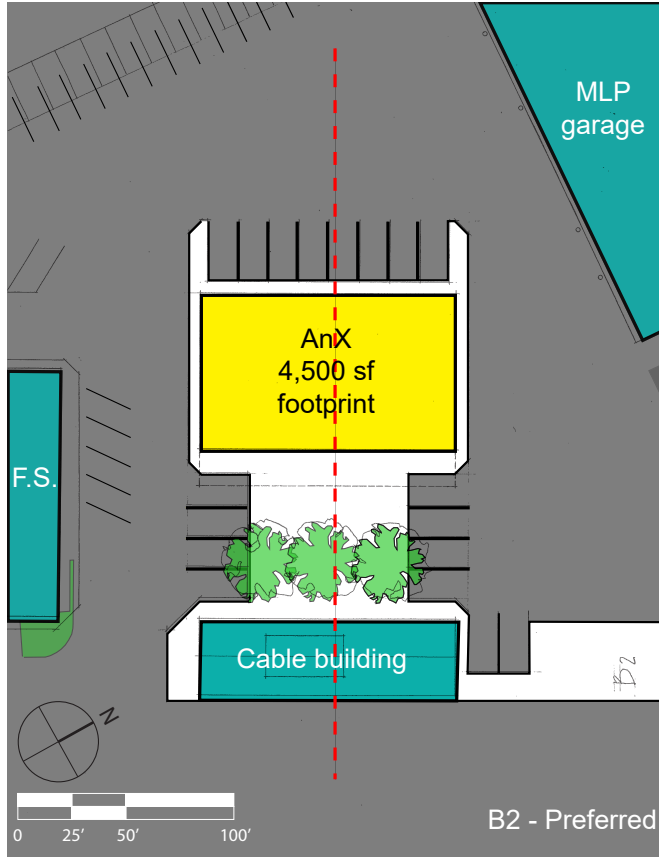 MLP
garage
AnX
4,500 sf
footprint
F.S.
Cable building
B2
N
0 25' 50' 100'
B2 - Preferred